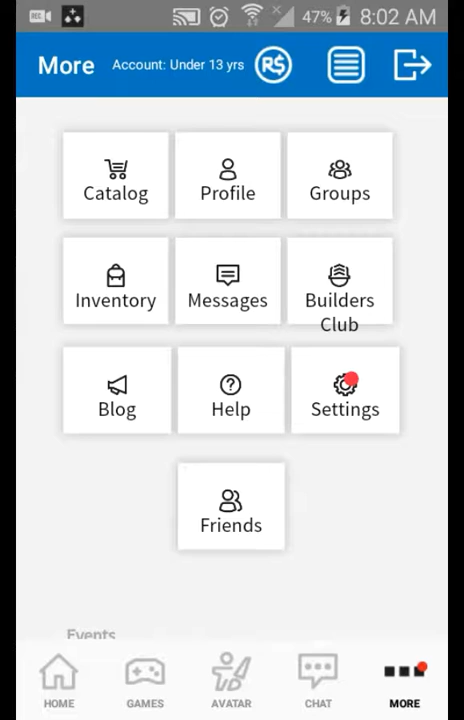 REC 47% 8:02 AM
More Account: Under 13 yrs R$
Catalog Profile Groups
Inventory Messages Builders
Club
Blog Help Settings
Friends
Events
HOME GAMES AVATAR CHAT MORE